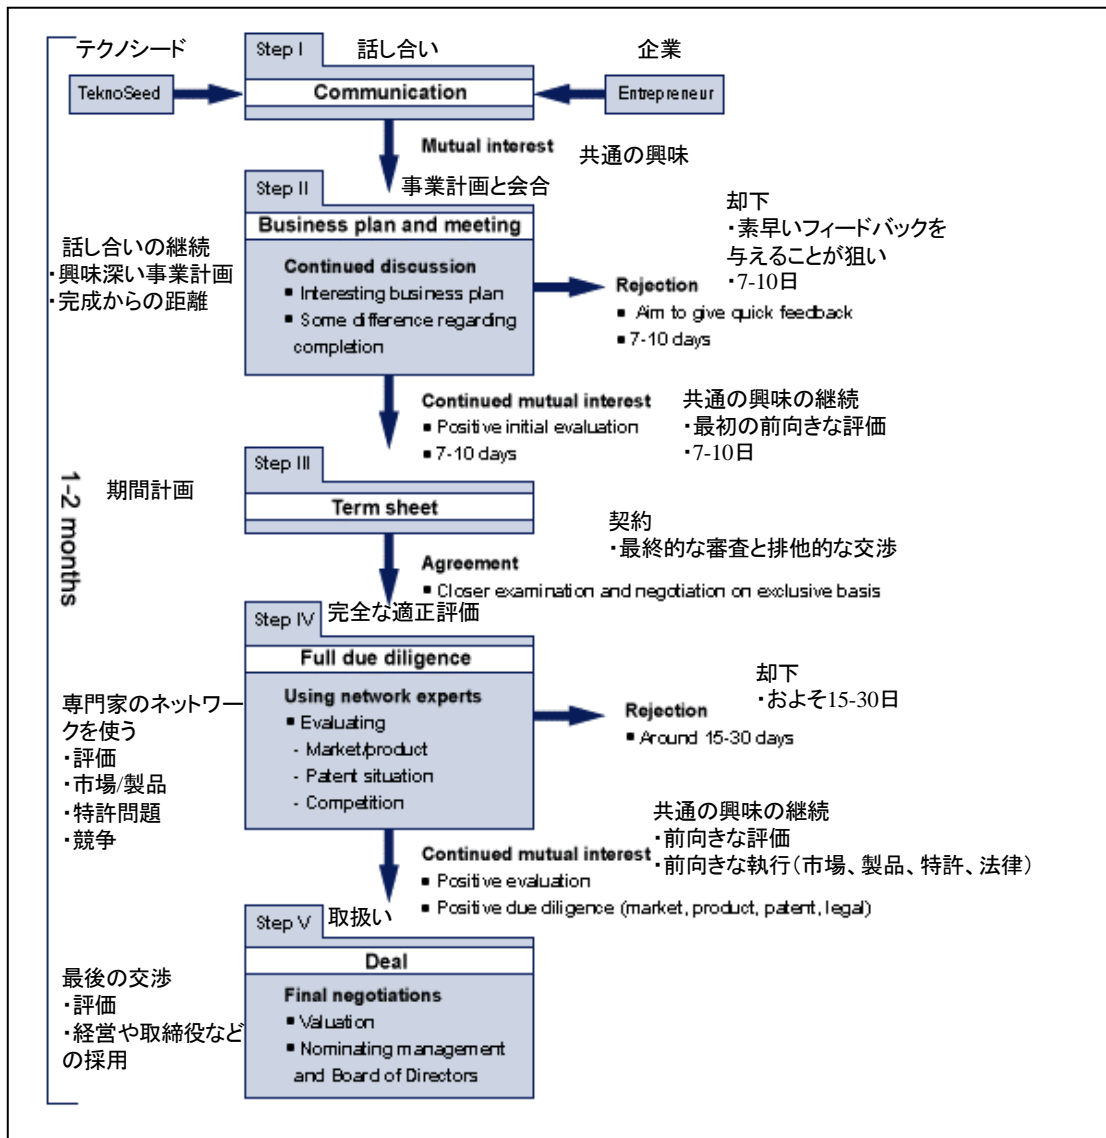 テクノシード
Step I
話し合い
企業
TeknoSeed
Communication
Entrepreneur
Mutual interest
共通の興味
Step II
事業計画と会合
Business plan and meeting
却下
・素早いフィードバックを
与えることが狙い
・7-10日
話し合いの継続
・興味深い事業計画
・完成からの距離
Continued discussion
▪ Interesting business plan
▪ Some difference regarding
completion
Rejection
▪ Aim to give quick feedback
▪ 7-10 days
Continued mutual interest
▪ Positive initial evaluation
▪ 7-10 days
共通の興味の継続
・最初の前向きな評価
・7-10日
1-2 months
Step III
期間計画
Term sheet
契約
・最終的な審査と排他的な交渉
Agreement
▪ Closer examination and negotiation on exclusive basis
Step IV
完全な適正評価
Full due diligence
専門家のネットワー
クを使う
・評価
・市場/製品
・特許問題
・競争
Using network experts
▪ Evaluating
- Market/product
- Patent situation
- Competition
却下
・およそ15-30日
Rejection
▪ Around 15-30 days
共通の興味の継続
・前向きな評価
・前向きな執行(市場、製品、特許、法律)
Continued mutual interest
▪ Positive evaluation
▪ Positive due diligence (market, product, patent, legal)
Step V
取扱い
Deal
最後の交渉
・評価
・経営や取締役など
の採用
Final negotiations
▪ Valuation
▪ Nominating management
and Board of Directors